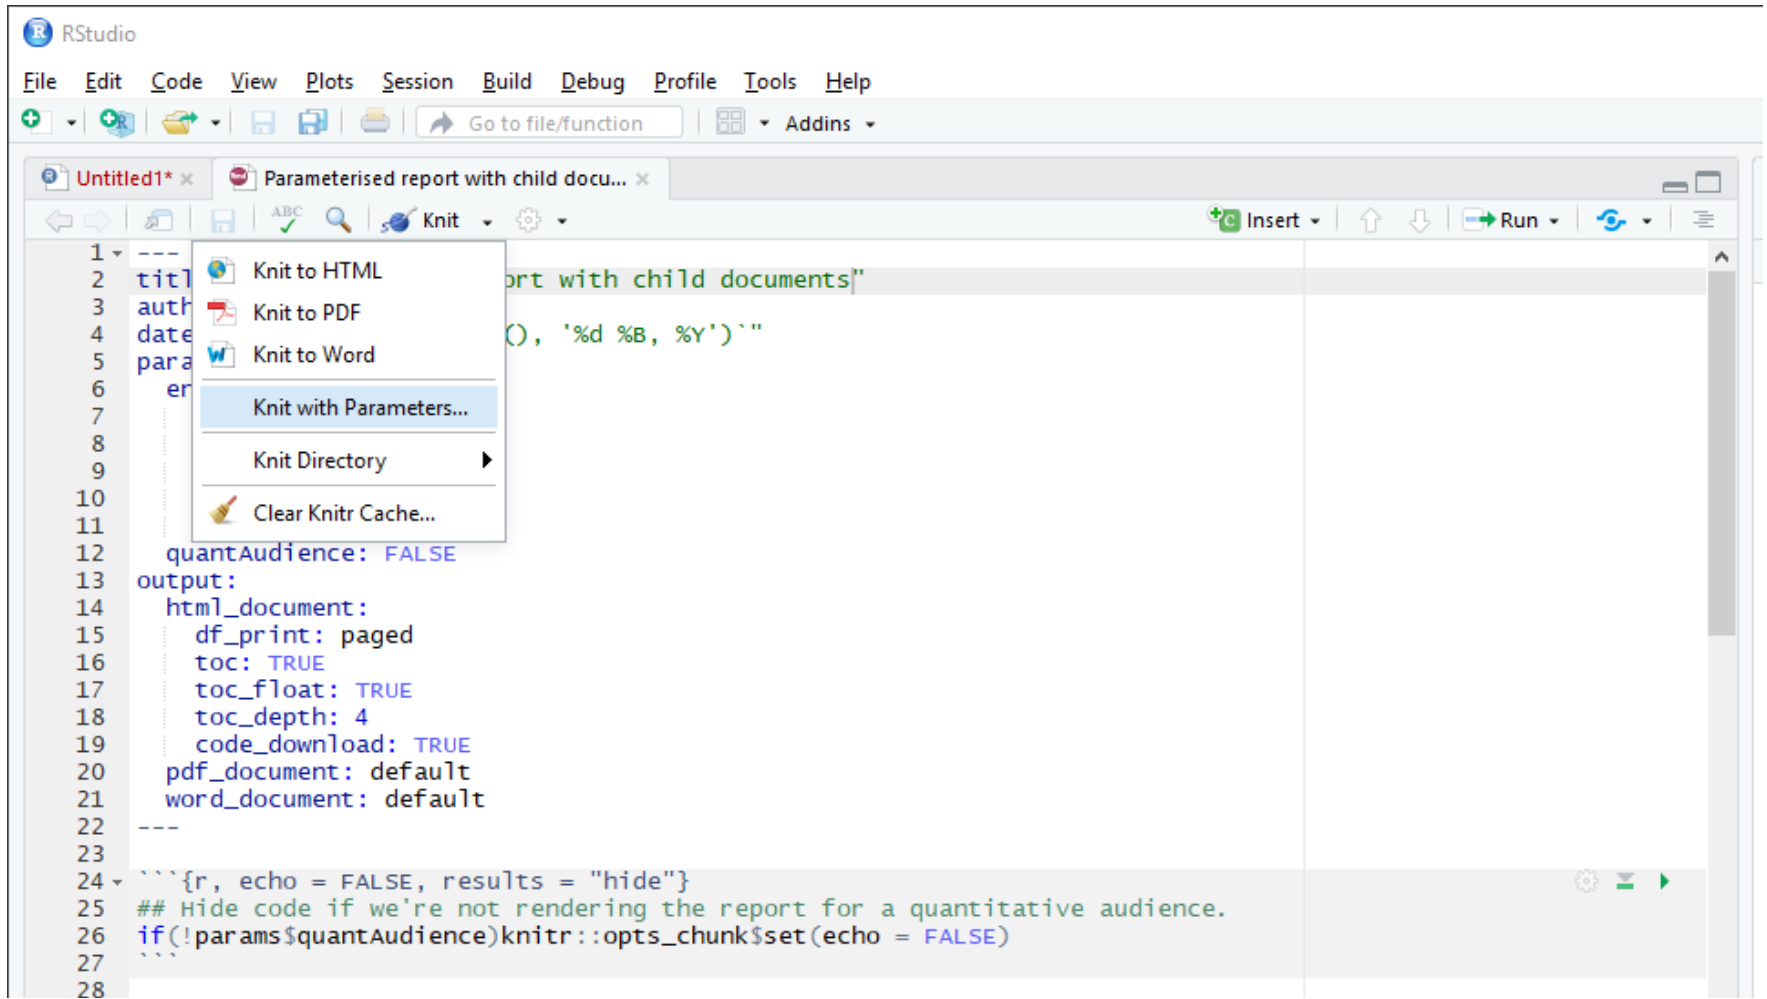 RStudio
File Edit Code View Plots Session Build Debug Profile Tools Help
Go to file/function Addins
Untitled1* × Parameterised report with child docu... ×
ABC Knit Insert Run
1 ---
2 titl ort with child documents"
3 auth
4 date (), '%d %B, %Y')`"
5 para
6 er
7
8
9
10
11
Knit to HTML
Knit to PDF
Knit to Word
Knit with Parameters...
Knit Directory
Clear Knitr Cache...
12 quantAudience: FALSE
13 output:
14 html_document:
15 df_print: paged
16 toc: TRUE
17 toc_float: TRUE
18 toc_depth: 4
19 code_download: TRUE
20 pdf_document: default
21 word_document: default
22 ---
23
24 ```{r, echo = FALSE, results = "hide"}
25 ## Hide code if we're not rendering the report for a quantitative audience.
26 if(!params$quantAudience)knitr::opts_chunk$set(echo = FALSE)
27 ```
28